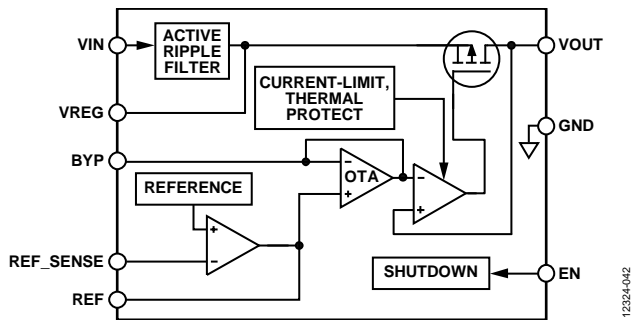 VIN
ACTIVE
RIPPLE
FILTER
VOUT
VREG
CURRENT-LIMIT,
THERMAL
PROTECT
GND
BYP
–
OTA
+
–
+
REFERENCE
+
–
REF_SENSE
SHUTDOWN
EN
REF
12324-042